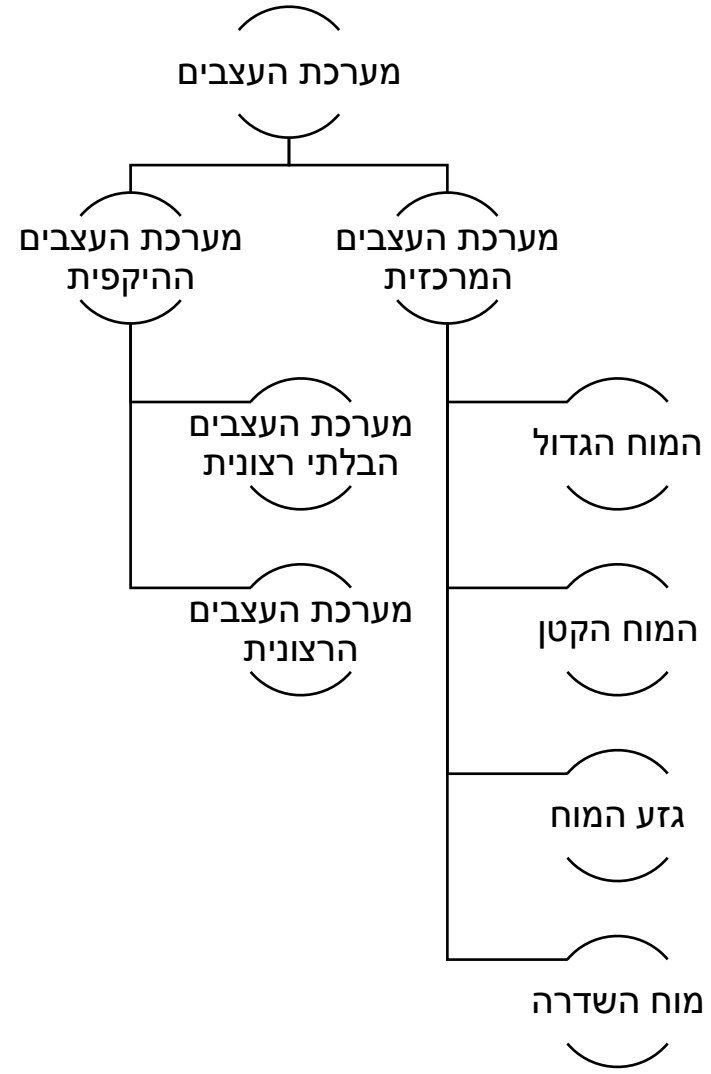 מערכת העצבים
מערכת העצבים
המרכזית
המוח הגדול
המוח הקטן
גזע המוח
מוח השדרה
מערכת העצבים
ההיקפית
מערכת העצבים
הבלתי רצונית
מערכת העצבים
הרצונית